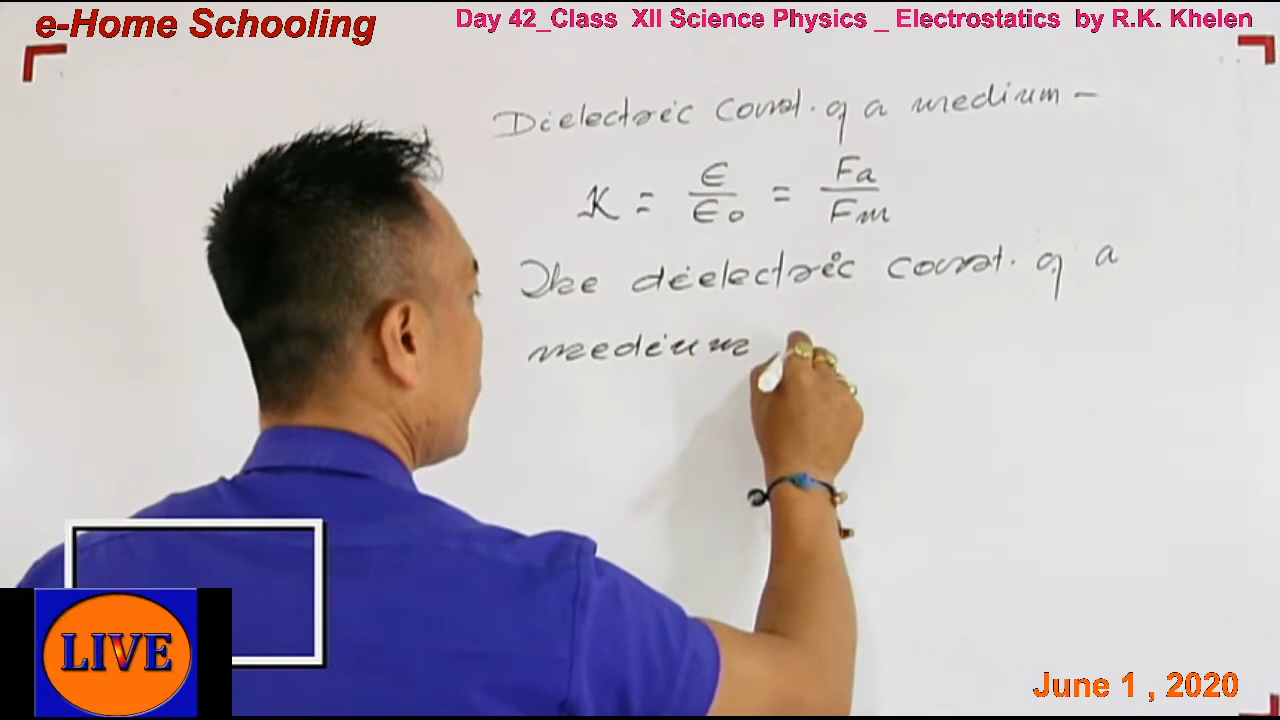 e-Home Schooling
Day 42_Class XII Science Physics _ Electrostatics by R.K. Khelen
Dielectric Const. of a medium -
K = ϵ/ϵo = Fa/Fm
The dielectric const. of a
medium
LIVE
June 1 , 2020